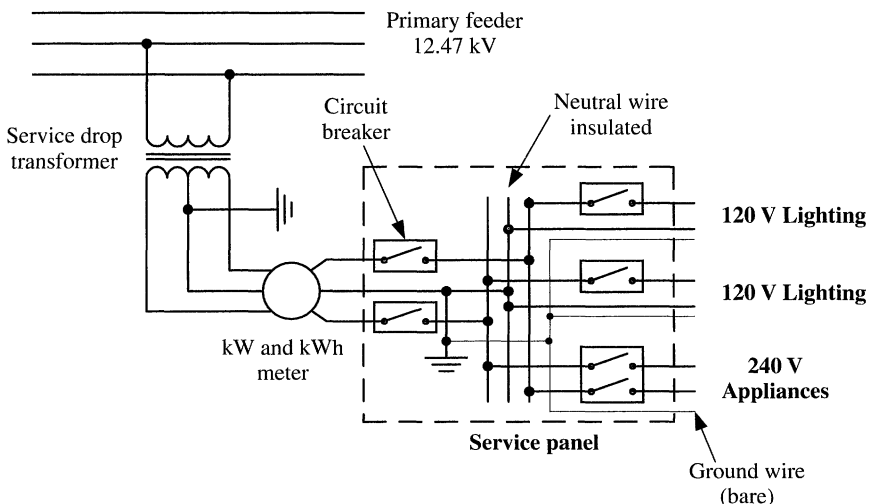 Primary feeder
12.47 kV
Circuit
breaker
Neutral wire
insulated
Service drop
transformer
120 V Lighting
120 V Lighting
kW and kWh
meter
240 V
Appliances
Service panel
Ground wire
(bare)